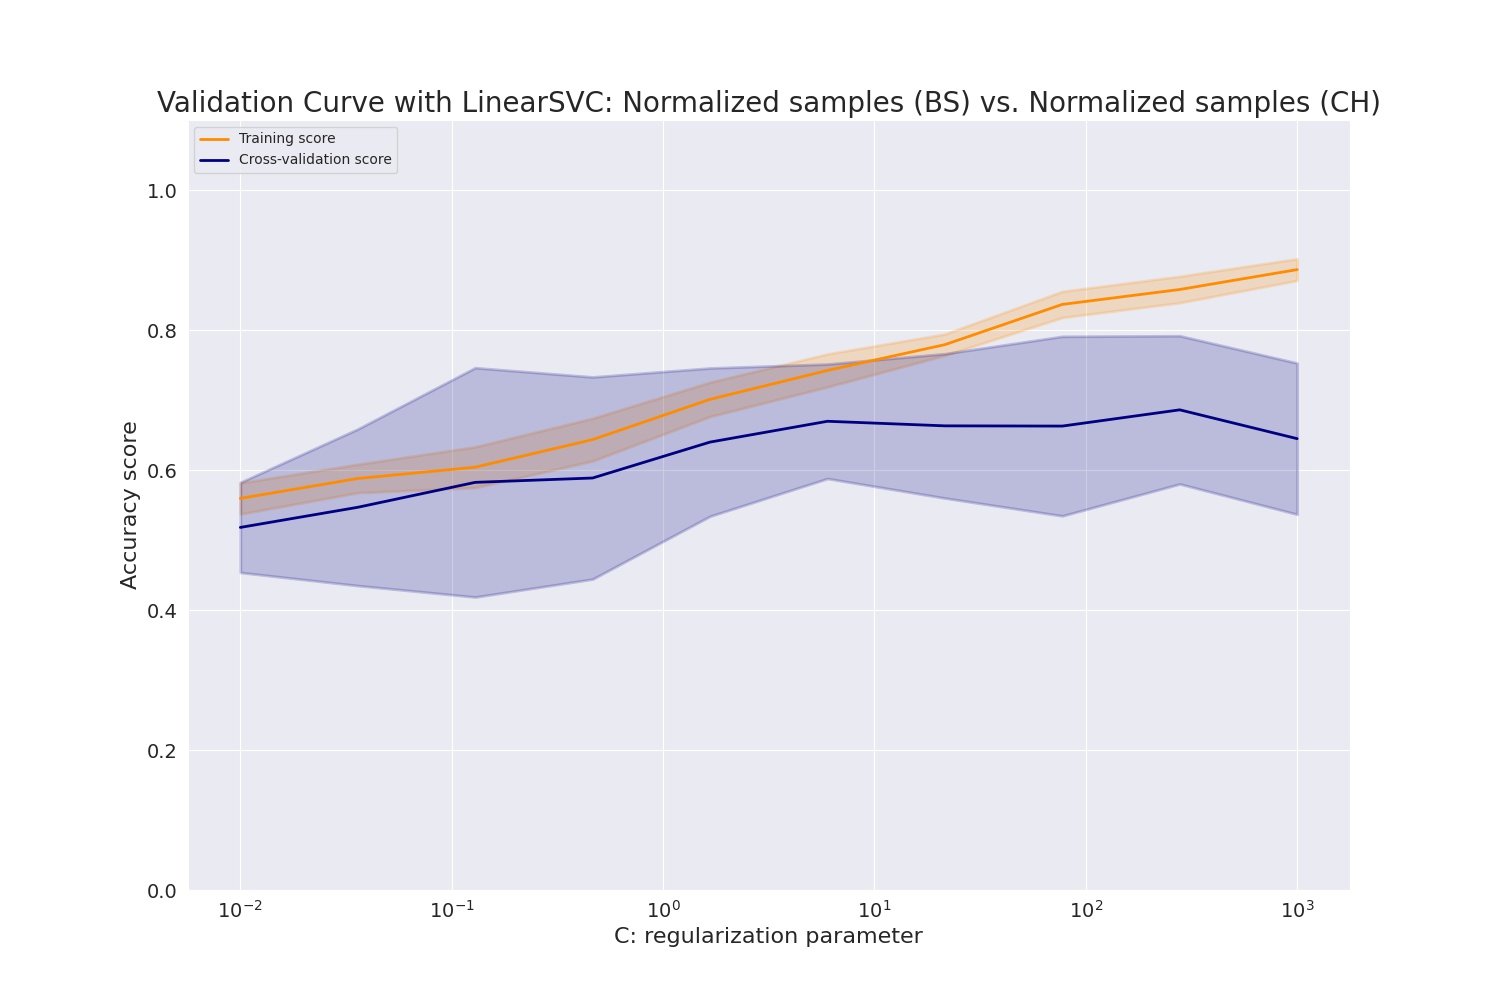 Validation Curve with LinearSVC: Normalized samples (BS) vs. Normalized samples (CH)
Training score
Cross-validation score
1.0
0.8
0.6
0.4
0.2
0.0
Accuracy score
10⁻² 10⁻¹ 10⁰ 10¹ 10² 10³
C: regularization parameter